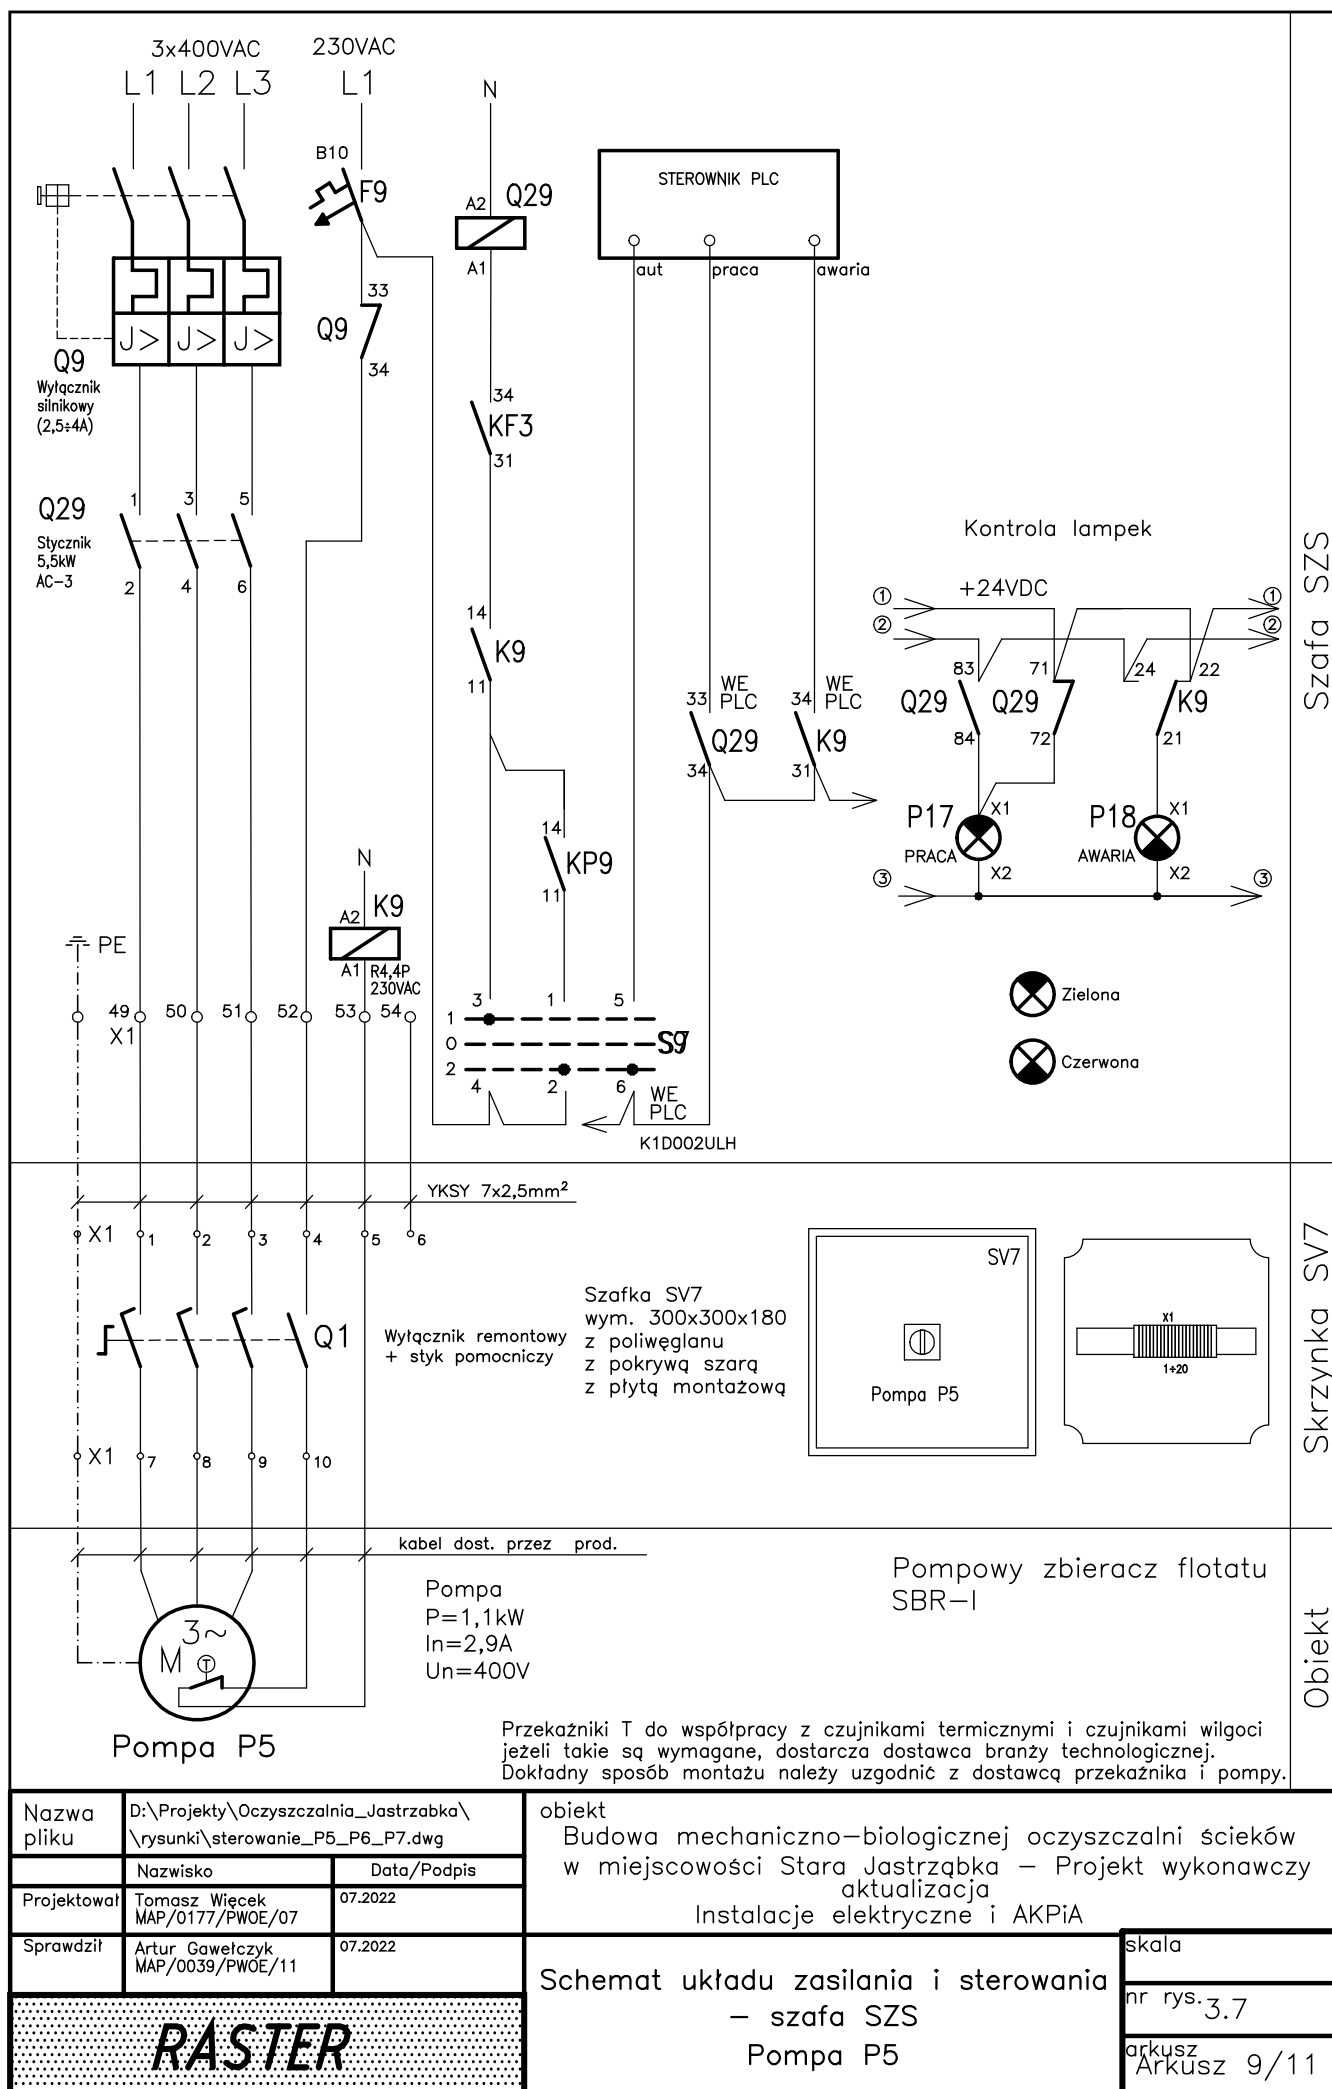 3x400VAC
230VAC
L1 L2 L3
L1
N
B10
F9
A2
Q29
A1
STEROWNIK PLC
aut
praca
awaria
33
Q9
34
J> J> J>
Q9
Wyłącznik
silnikowy
(2,5÷4A)
34
KF3
31
Q29
Stycznik
5,5kW
AC-3
1 3 5
2 4 6
Kontrola lampek
+24VDC
1
1
2
2
14
K9
11
83
71
24
22
Q29
Q29
K9
84
72
21
33
WE
PLC
34
WE
PLC
Q29
K9
34
31
P17
X1
PRACA
X2
P18
X1
AWARIA
X2
3
3
14
KP9
11
N
A2
K9
A1
R4,4P
230VAC
PE
49 50 51 52 53 54
X1
3 1 5
1
0
2
S9
4 2 6
WE
PLC
K1D002ULH
Zielona
Czerwona
Szafa SZS
YKSY 7x2,5mm²
X1 1 2 3 4 5 6
Q1
Wyłącznik remontowy
+ styk pomocniczy
Szafka SV7
wym. 300x300x180
z poliwęglanu
z pokrywą szarą
z płytą montażową
SV7
Pompa P5
X1
1÷20
X1 7 8 9 10
Skrzynka SV7
kabel dost. przez prod.
Pompa
P=1,1kW
In=2,9A
Un=400V
3~
M
T
Pompa P5
Pompowy zbieracz flotatu
SBR-I
Obiekt
Przekaźniki T do współpracy z czujnikami termicznymi i czujnikami wilgoci
jeżeli takie są wymagane, dostarcza dostawca branży technologicznej.
Dokładny sposób montażu należy uzgodnić z dostawcą przekaźnika i pompy.
Nazwa
pliku
D:\Projekty\Oczyszczalnia_Jastrzabka\
\rysunki\sterowanie_P5_P6_P7.dwg
Nazwisko
Data/Podpis
Projektował
Tomasz Więcek
MAP/0177/PWOE/07
07.2022
Sprawdził
Artur Gawełczyk
MAP/0039/PWOE/11
07.2022
RASTER
obiekt
Budowa mechaniczno-biologicznej oczyszczalni ścieków
w miejscowości Stara Jastrząbka - Projekt wykonawczy
aktualizacja
Instalacje elektryczne i AKPiA
Schemat układu zasilania i sterowania
- szafa SZS
Pompa P5
skala
nr rys. 3.7
arkusz
Arkusz 9/11